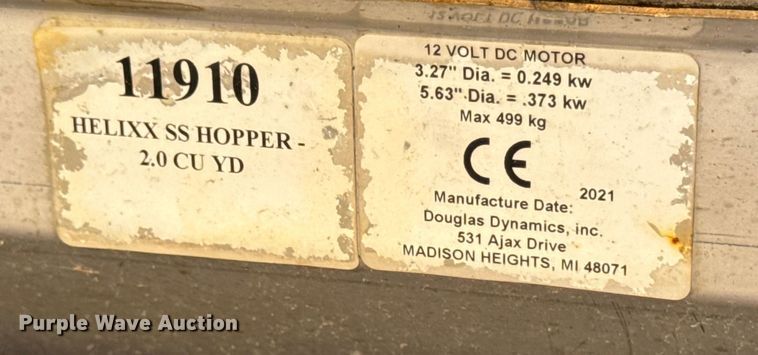 11910
HELIXX SS HOPPER -
2.0 CU YD
12 VOLT DC MOTOR
3.27" Dia. = 0.249 kw
5.63" Dia. = .373 kw
Max 499 kg
CE
2021
Manufacture Date:
Douglas Dynamics, inc.
531 Ajax Drive
MADISON HEIGHTS, MI 48071
Purple Wave Auction